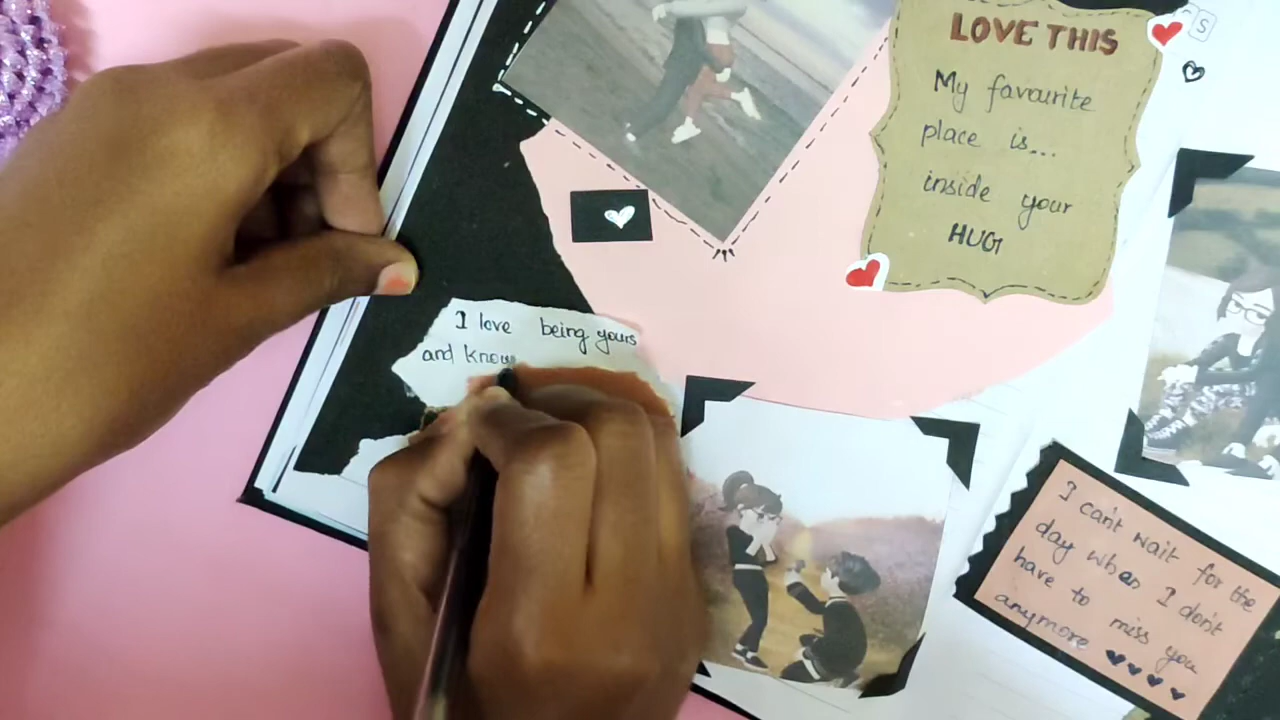 LOVE THIS
My favourite
place is...
inside your
HUG
S
I love being yours
and know
I can't wait for the
day when I don't
have to miss you
anymore